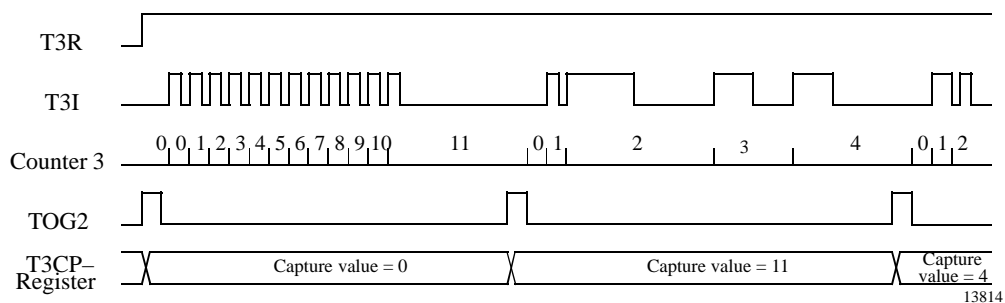 T3R
T3I
0 0 1 2 3 4 5 6 7 8 9 10 11 0 1 2 3 4 0 1 2
Counter 3
TOG2
T3CP–
Register
Capture value = 0
Capture value = 11
Capture
value = 4
13814